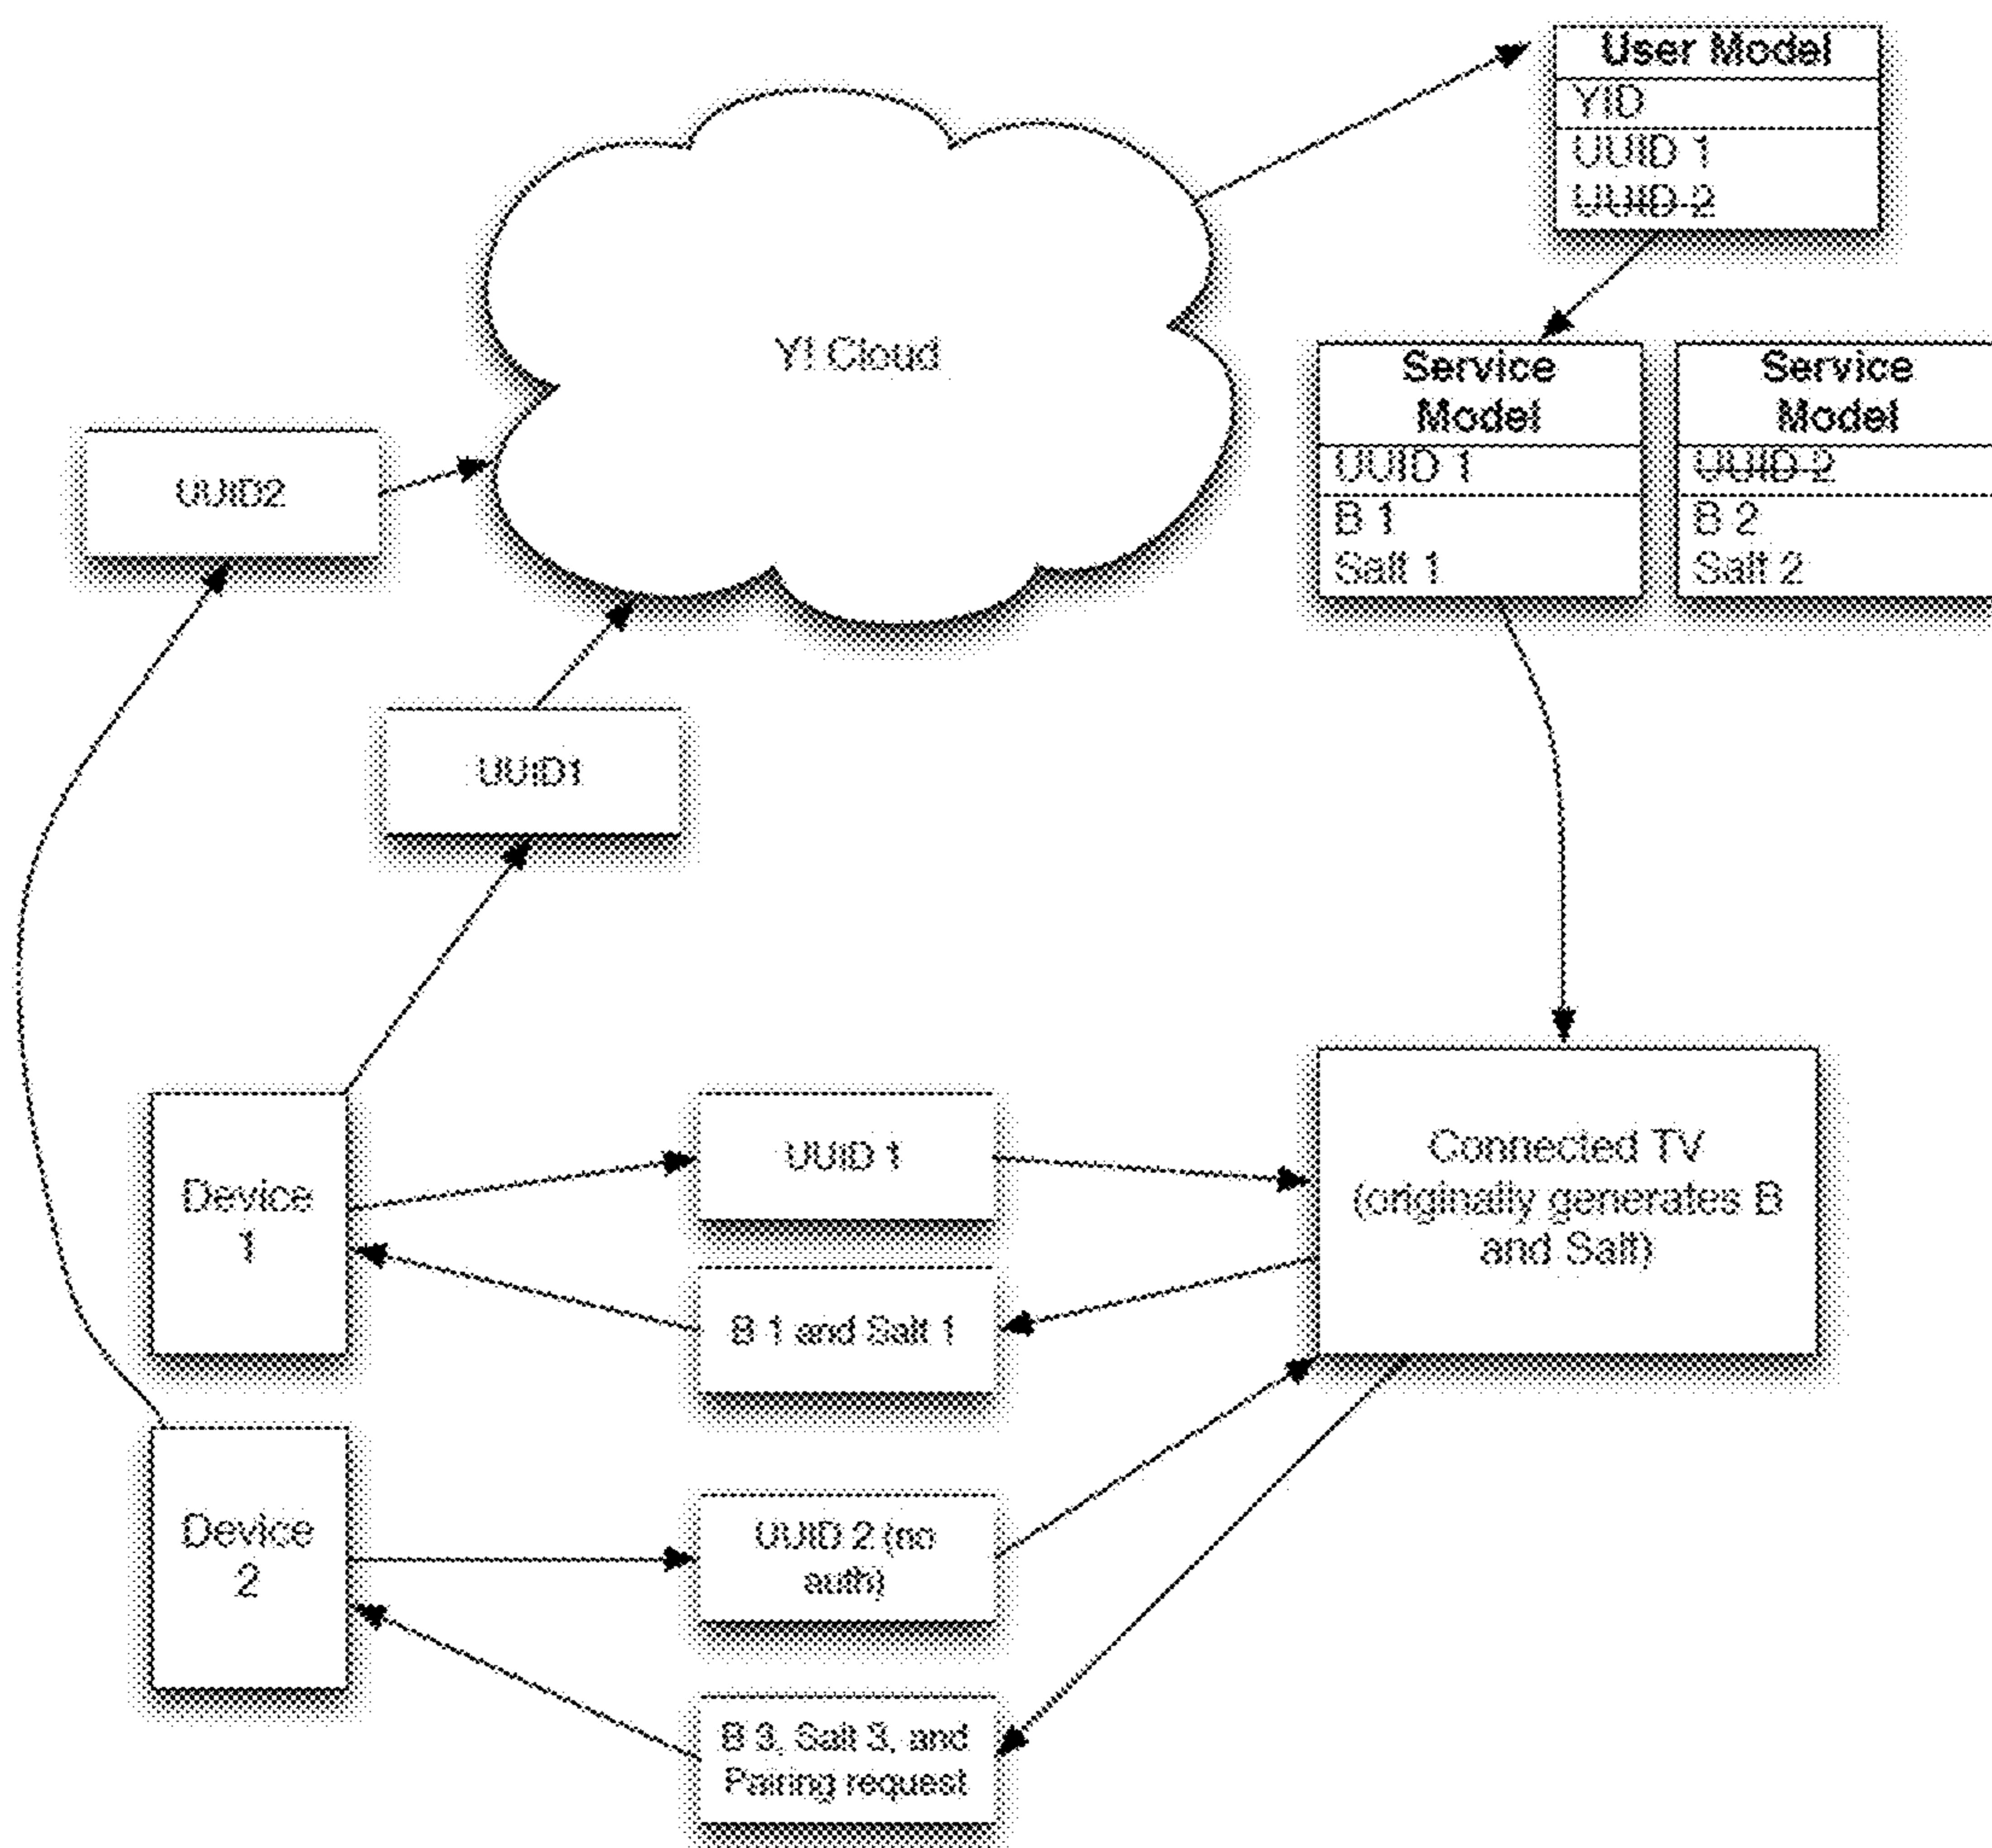 User Model
YID
UUID 1
UUID 2
Y! Cloud
Service
Model
UUID 1
B 1
Salt 1
Service
Model
UUID 2
B 2
Salt 2
UUID2
UUID1
Device
1
UUID 1
Connected TV
(originally generates B
and Salt)
B 1 and Salt 1
Device
2
UUID 2 (no
auth)
B 3, Salt 3, and
Pairing request